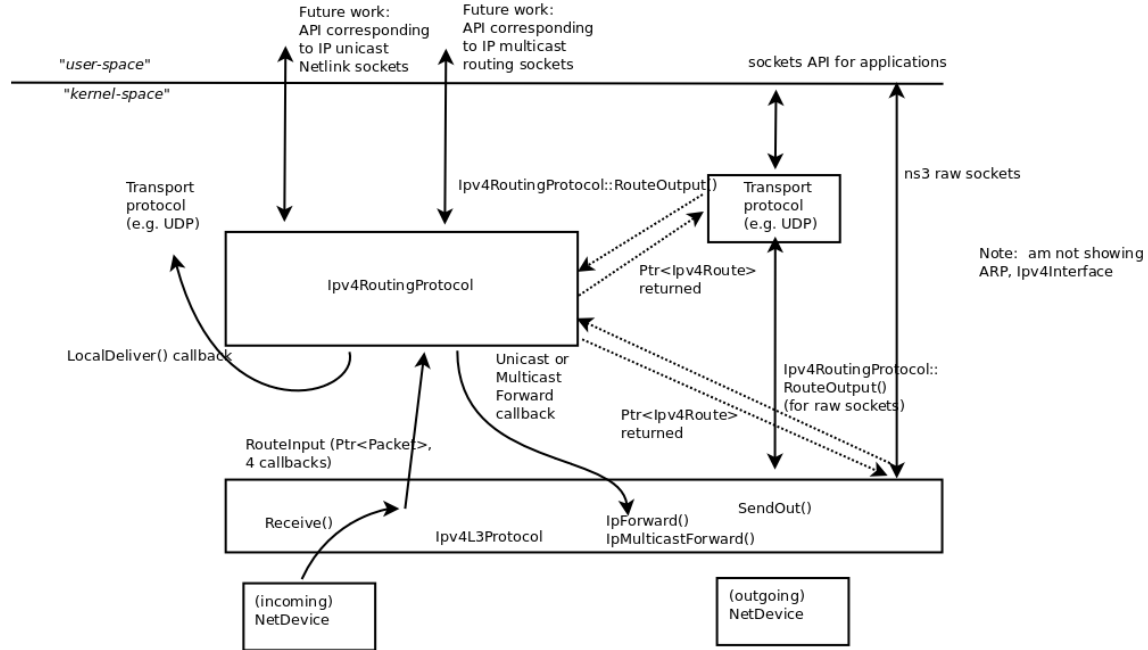 Future work:
API corresponding
to IP unicast
Netlink sockets
Future work:
API corresponding
to IP multicast
routing sockets
"user-space"
sockets API for applications
"kernel-space"
Transport
protocol
(e.g. UDP)
Ipv4RoutingProtocol::RouteOutput()
Transport
protocol
(e.g. UDP)
ns3 raw sockets
Ipv4RoutingProtocol
Ptr<Ipv4Route>
returned
Note:  am not showing
ARP, Ipv4Interface
LocalDeliver() callback
Unicast or
Multicast
Forward
callback
Ipv4RoutingProtocol::
RouteOutput()
(for raw sockets)
Ptr<Ipv4Route>
returned
RouteInput (Ptr<Packet>,
4 callbacks)
Receive()
Ipv4L3Protocol
IpForward()
IpMulticastForward()
SendOut()
(incoming)
NetDevice
(outgoing)
NetDevice